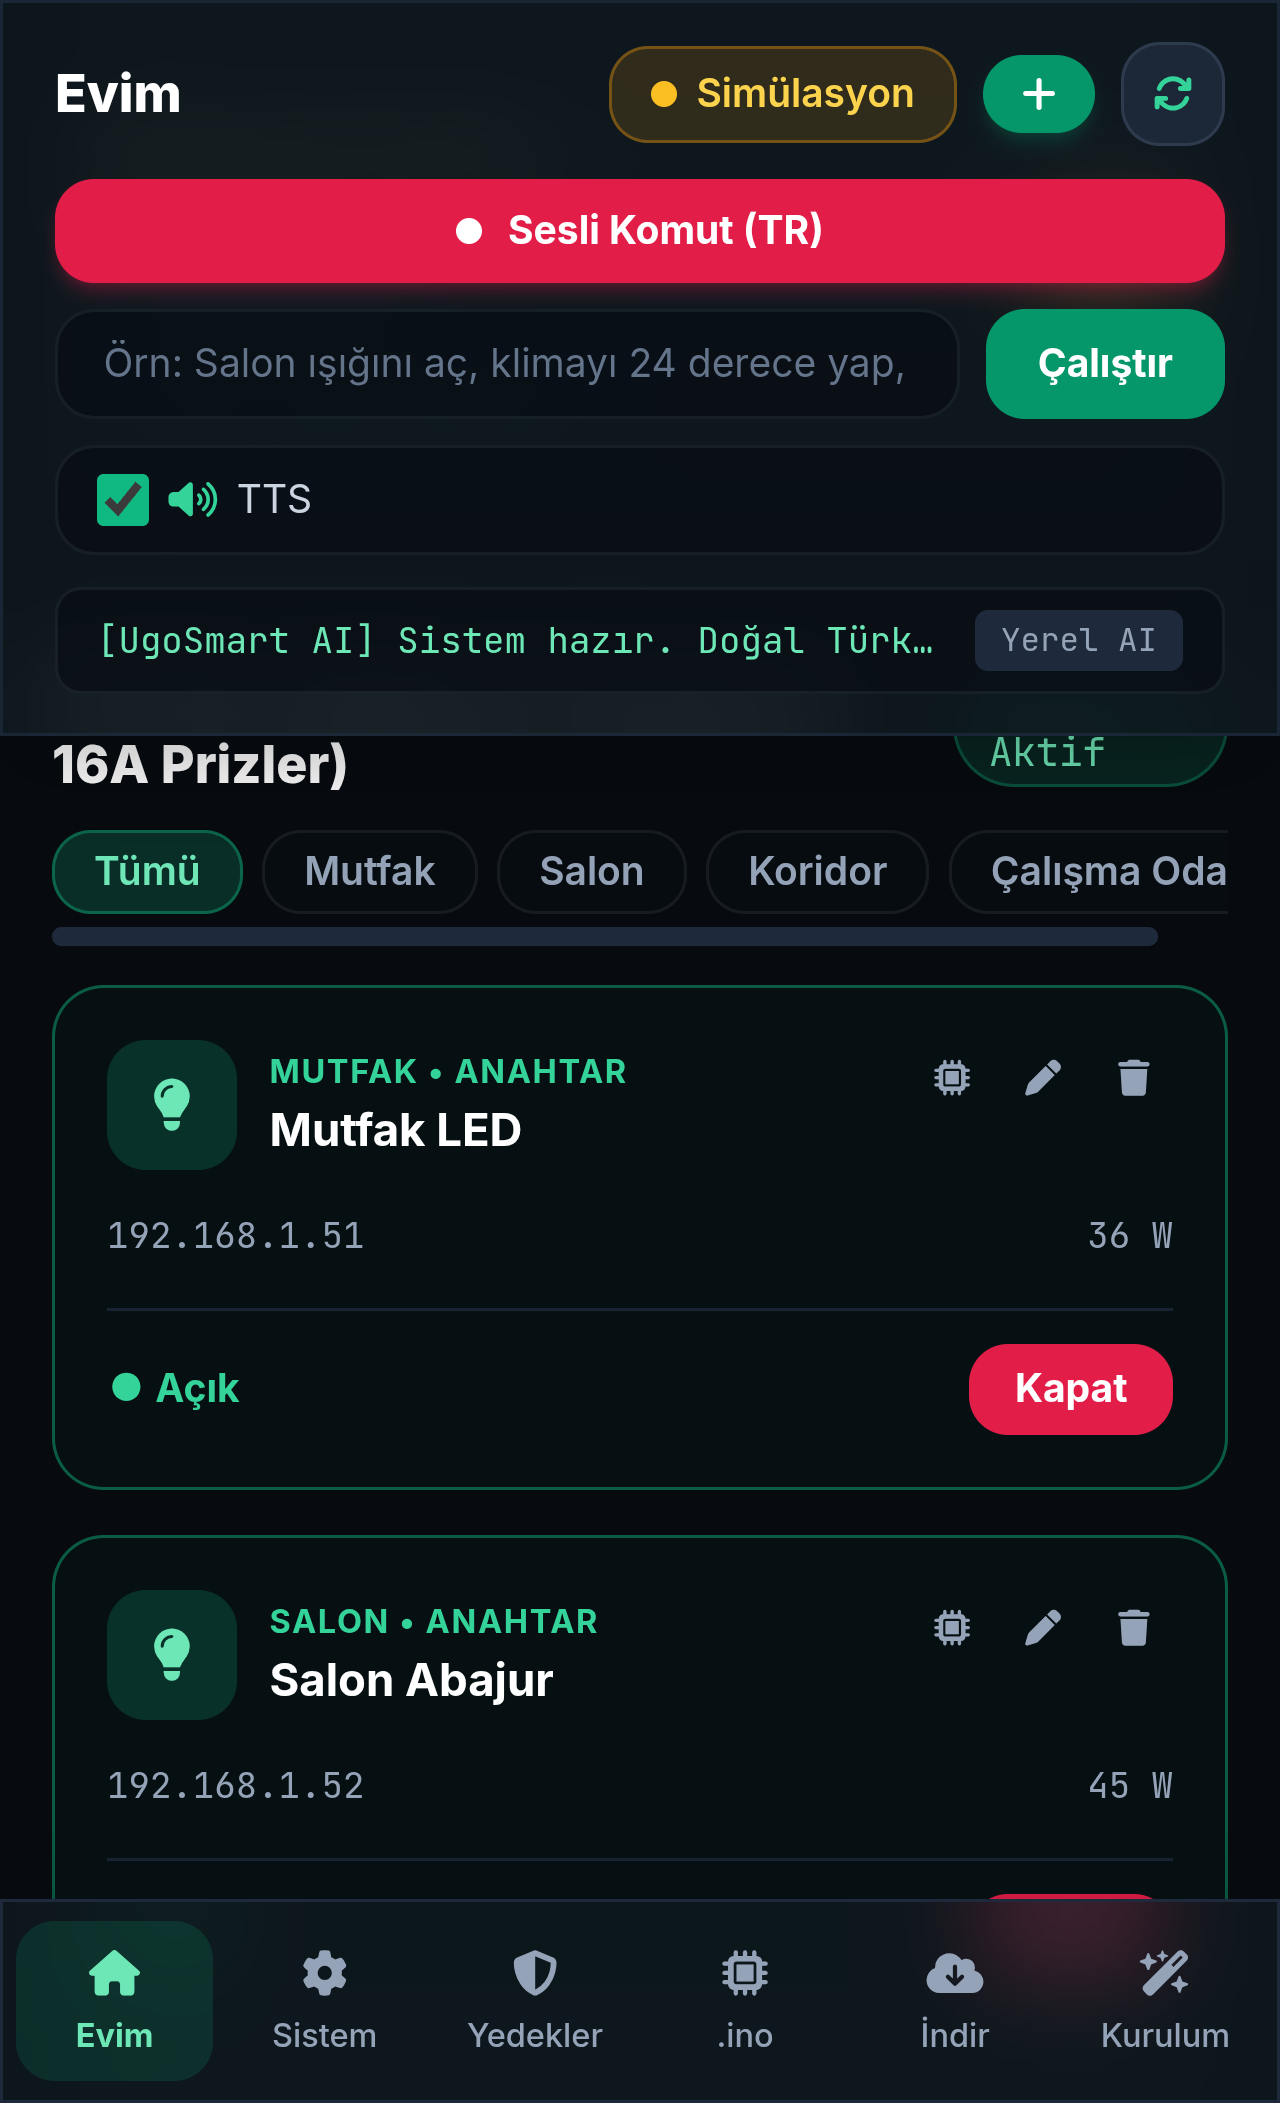 Evim
Simülasyon
Sesli Komut (TR)
Örn: Salon ışığını aç, klimayı 24 derece yap,
Çalıştır
TTS
[UgoSmart AI] Sistem hazır. Doğal Türk…
Yerel AI
16A Prizler)
Aktif
Tümü
Mutfak
Salon
Koridor
Çalışma Oda
MUTFAK • ANAHTAR
Mutfak LED
192.168.1.51
36 W
Açık
Kapat
SALON • ANAHTAR
Salon Abajur
192.168.1.52
45 W
Evim
Sistem
Yedekler
.ino
İndir
Kurulum